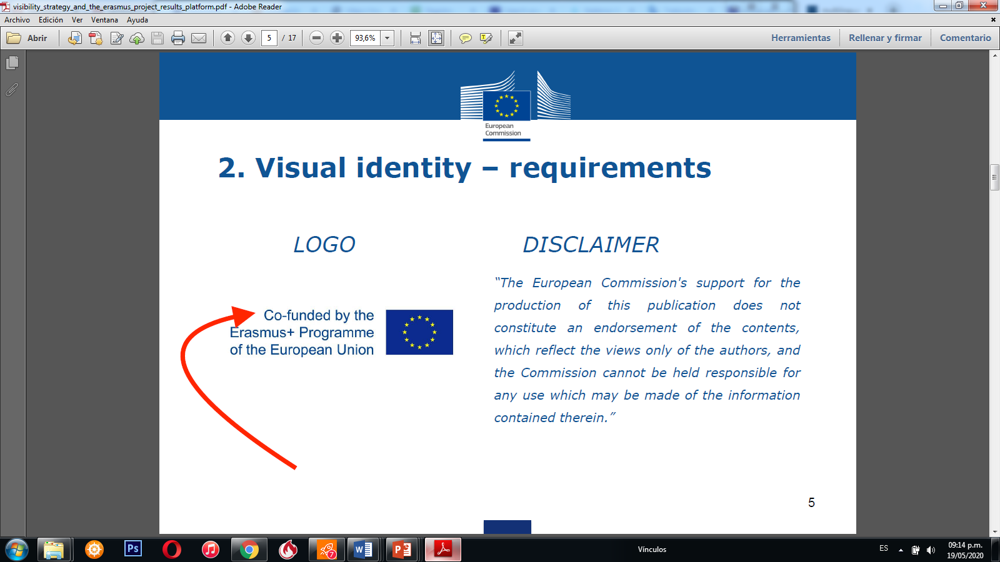 visibility_strategy_and_the_erasmus_project_results_platform.pdf - Adobe Reader
Archivo Edición Ver Ventana Ayuda
Abrir 5 / 17 93,6% Herramientas Rellenar y firmar Comentario
European
Commission
2. Visual identity – requirements
LOGO
Co-funded by the
Erasmus+ Programme
of the European Union
DISCLAIMER
“The European Commission's support for the
production of this publication does not
constitute an endorsement of the contents,
which reflect the views only of the authors, and
the Commission cannot be held responsible for
any use which may be made of the information
contained therein.”
5
Ps 7 W P Vínculos ES 09:14 p.m.
19/05/2020